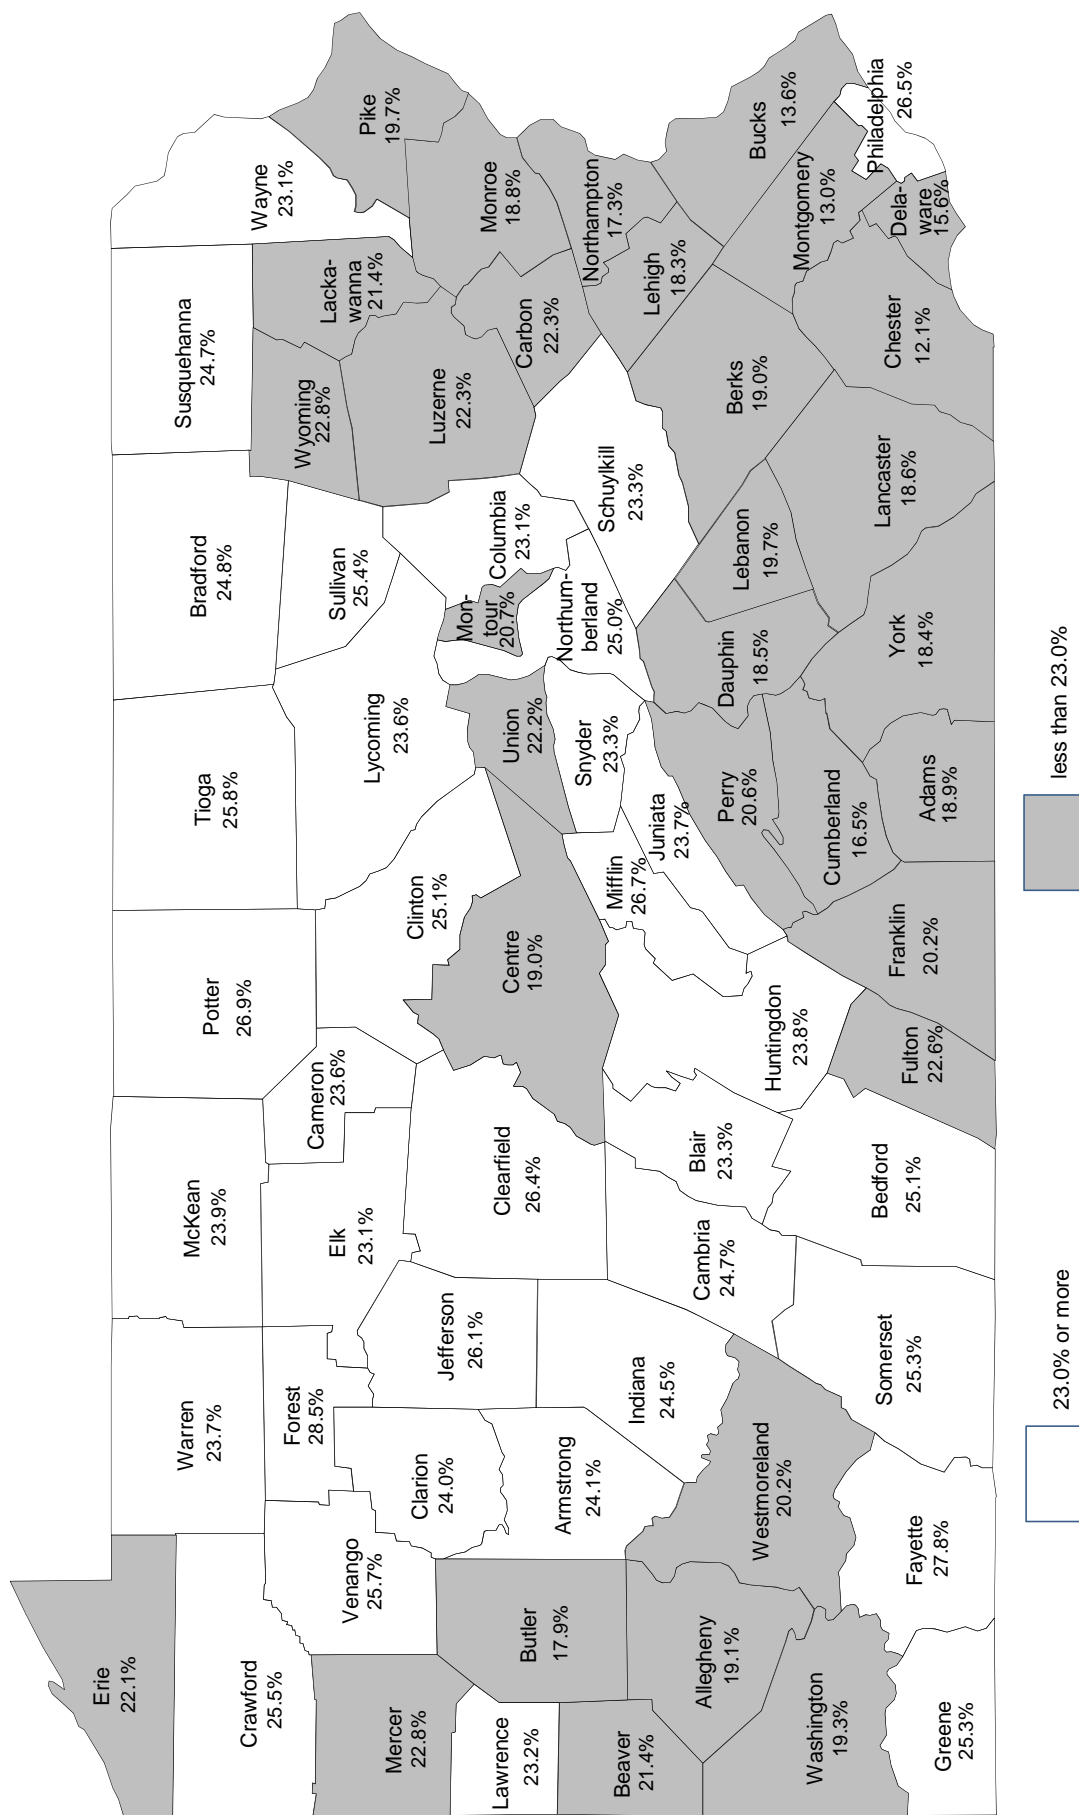 Erie
22.1%
Crawford
25.5%
Mercer
22.8%
Lawrence
23.2%
Beaver
21.4%
Washington
19.3%
Greene
25.3%
Allegheny
19.1%
Butler
17.9%
Venango
25.7%
Warren
23.7%
Forest
28.5%
Clarion
24.0%
Armstrong
24.1%
Westmoreland
20.2%
Fayette
27.8%
Somerset
25.3%
Indiana
24.5%
Jefferson
26.1%
Elk
23.1%
McKean
23.9%
Cameron
23.6%
Clearfield
26.4%
Cambria
24.7%
Blair
23.3%
Bedford
25.1%
Fulton
22.6%
Huntingdon
23.8%
Centre
19.0%
Clinton
25.1%
Potter
26.9%
Tioga
25.8%
Lycoming
23.6%
Union
22.2%
Snyder
23.3%
Mifflin
26.7%
Juniata
23.7%
Perry
20.6%
Cumberland
16.5%
Franklin
20.2%
Adams
18.9%
York
18.4%
Dauphin
18.5%
Northum-
berland
25.0%
Mon-
tour
20.7%
Columbia
23.1%
Sullivan
25.4%
Bradford
24.8%
Susquehanna
24.7%
Wyoming
22.8%
Lacka-
wanna
21.4%
Luzerne
22.3%
Schuylkill
23.3%
Lebanon
19.7%
Lancaster
18.6%
Berks
19.0%
Chester
12.1%
Carbon
22.3%
Lehigh
18.3%
Northampton
17.3%
Monroe
18.8%
Wayne
23.1%
Pike
19.7%
Bucks
13.6%
Montgomery
13.0%
Dela-
ware
15.6%
Philadelphia
26.5%
23.0% or more
less than 23.0%